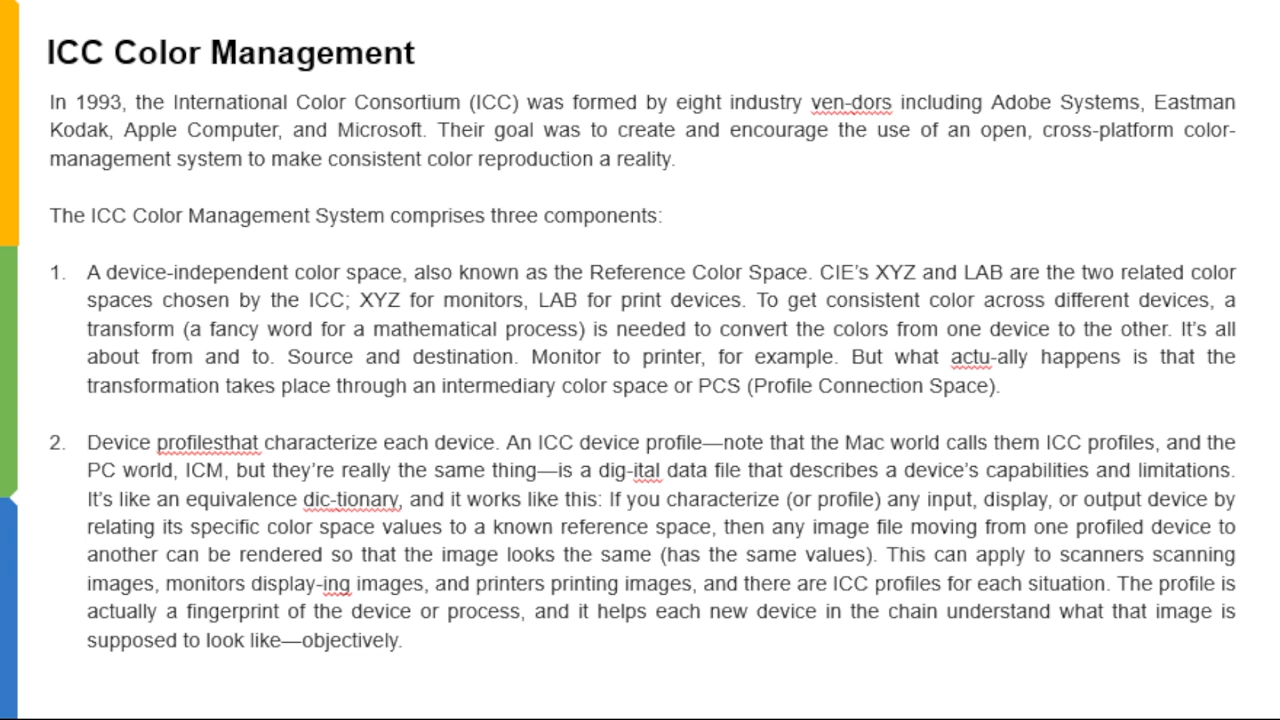 ICC Color Management
In 1993, the International Color Consortium (ICC) was formed by eight industry ven-dors including Adobe Systems, Eastman
Kodak, Apple Computer, and Microsoft. Their goal was to create and encourage the use of an open, cross-platform color-
management system to make consistent color reproduction a reality.
The ICC Color Management System comprises three components:
1. A device-independent color space, also known as the Reference Color Space. CIE's XYZ and LAB are the two related color
spaces chosen by the ICC; XYZ for monitors, LAB for print devices. To get consistent color across different devices, a
transform (a fancy word for a mathematical process) is needed to convert the colors from one device to the other. It's all
about from and to. Source and destination. Monitor to printer, for example. But what actu-ally happens is that the
transformation takes place through an intermediary color space or PCS (Profile Connection Space).
2. Device profilesthat characterize each device. An ICC device profile—note that the Mac world calls them ICC profiles, and the
PC world, ICM, but they're really the same thing—is a dig-ital data file that describes a device's capabilities and limitations.
It's like an equivalence dic-tionary, and it works like this: If you characterize (or profile) any input, display, or output device by
relating its specific color space values to a known reference space, then any image file moving from one profiled device to
another can be rendered so that the image looks the same (has the same values). This can apply to scanners scanning
images, monitors display-ing images, and printers printing images, and there are ICC profiles for each situation. The profile is
actually a fingerprint of the device or process, and it helps each new device in the chain understand what that image is
supposed to look like—objectively.